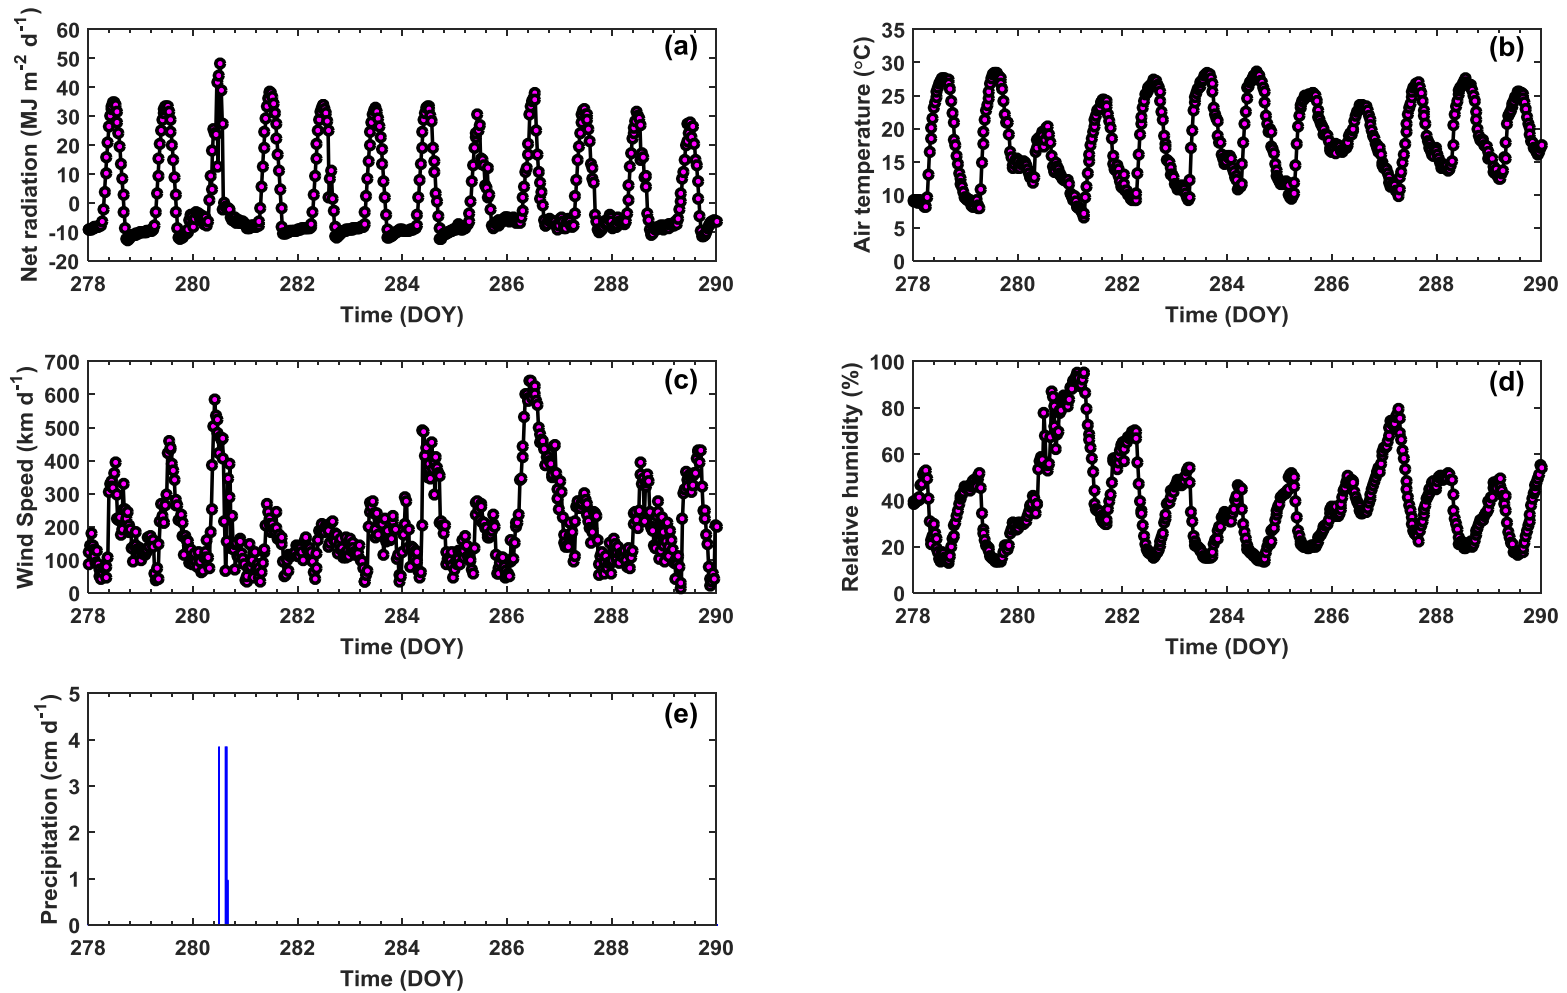 (a)
Net radiation (MJ m-2 d-1)
60
50
40
30
20
10
0
-10
-20
278 280 282 284 286 288 290
Time (DOY)
(b)
Air temperature (°C)
35
30
25
20
15
10
5
0
278 280 282 284 286 288 290
Time (DOY)
(c)
Wind Speed (km d-1)
700
600
500
400
300
200
100
0
278 280 282 284 286 288 290
Time (DOY)
(d)
Relative humidity (%)
100
80
60
40
20
0
278 280 282 284 286 288 290
Time (DOY)
(e)
Precipitation (cm d-1)
5
4
3
2
1
0
278 280 282 284 286 288 290
Time (DOY)